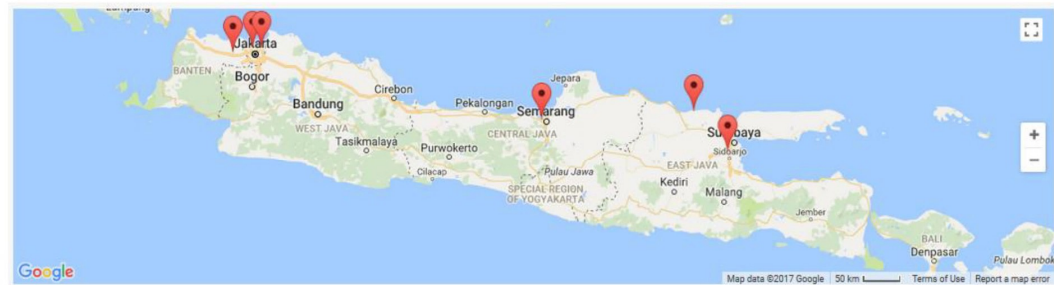 Lampung
Jakarta
BANTEN
Bogor
Cirebon
Jepara
Bandung
Pekalongan
Semarang
WEST JAVA
CENTRAL JAVA
Surabaya
Tasikmalaya
Purwokerto
Sidoarjo
EAST JAVA
Cilacap
Pulau Jawa
Kediri
Malang
SPECIAL REGION
OF YOGYAKARTA
Jember
BALI
Denpasar
Pulau Lombok
+
−
Google
Map data ©2017 Google 50 km Terms of Use Report a map error